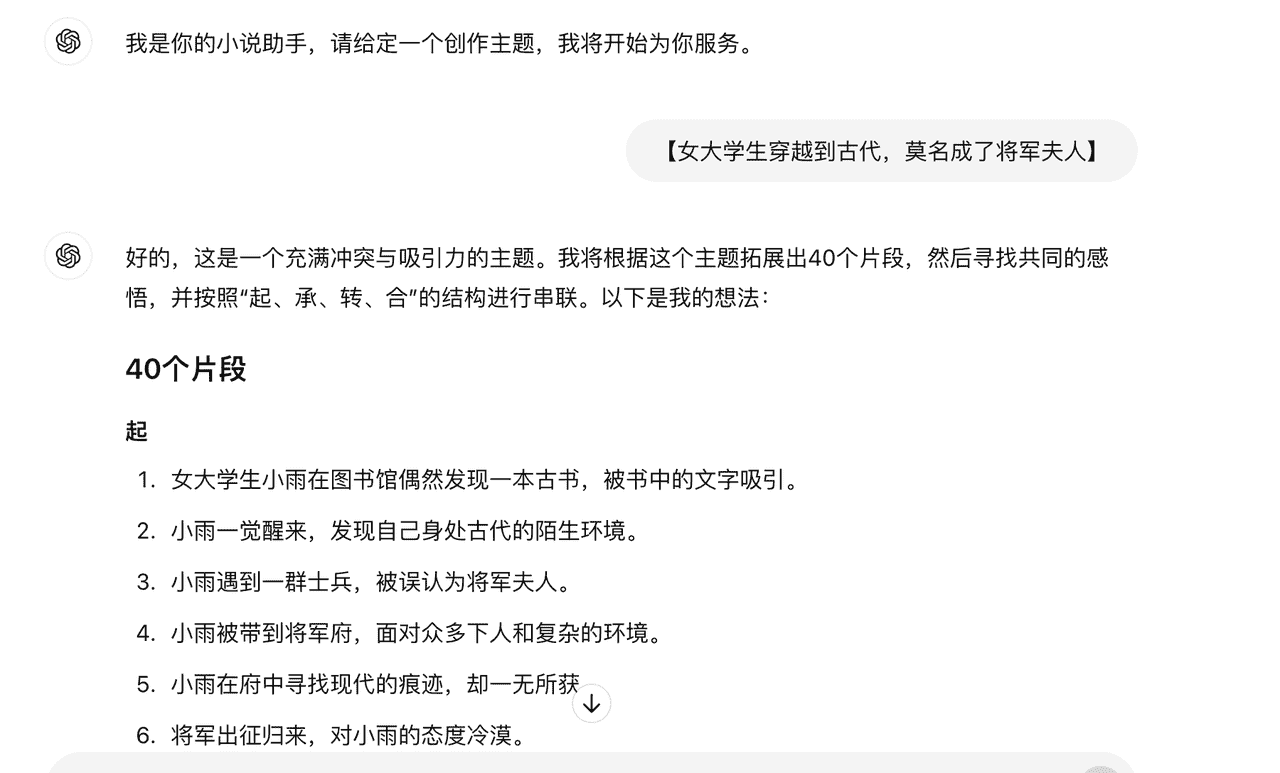 我是你的小说助手，请给定一个创作主题，我将开始为你服务。
【女大学生穿越到古代，莫名成了将军夫人】
好的，这是一个充满冲突与吸引力的主题。我将根据这个主题拓展出40个片段，然后寻找共同的感
悟，并按照“起、承、转、合”的结构进行串联。以下是我的想法：
40个片段
起
1. 女大学生小雨在图书馆偶然发现一本古书，被书中的文字吸引。
2. 小雨一觉醒来，发现自己身处古代的陌生环境。
3. 小雨遇到一群士兵，被误认为将军夫人。
4. 小雨被带到将军府，面对众多下人和复杂的环境。
5. 小雨在府中寻找现代的痕迹，却一无所获
6. 将军出征归来，对小雨的态度冷漠。